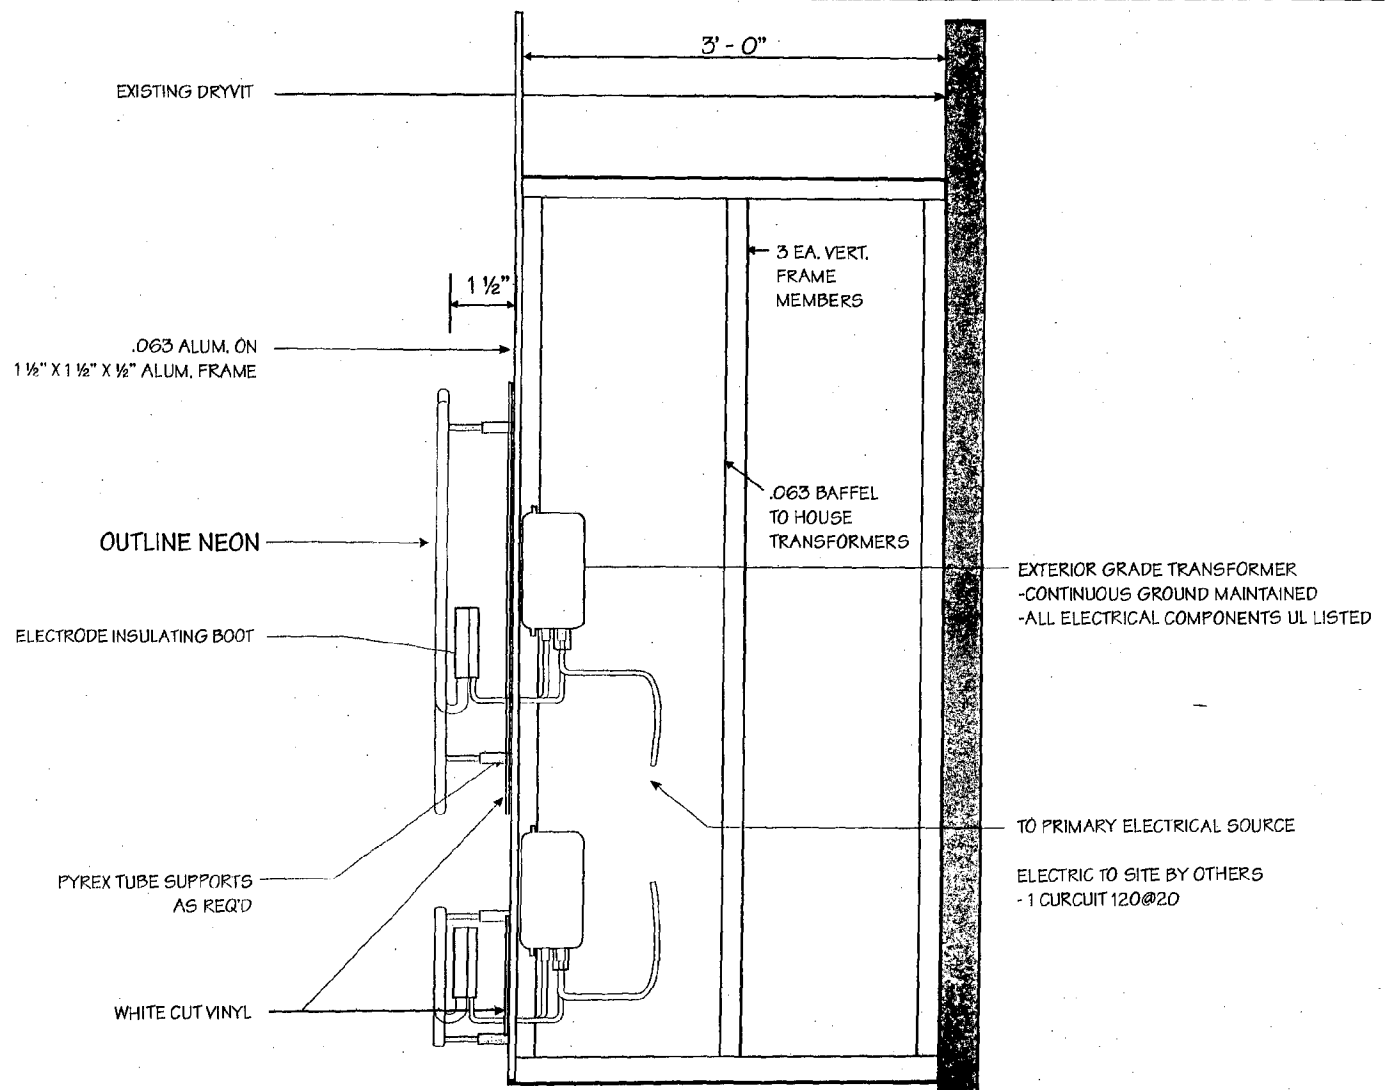 3' - 0"
EXISTING DRYVIT
3 EA. VERT.
FRAME
MEMBERS
1 ½"
.063 ALUM. ON
1 ½" X 1 ½" X ½" ALUM. FRAME
.063 BAFFEL
TO HOUSE
TRANSFORMERS
OUTLINE NEON
EXTERIOR GRADE TRANSFORMER
-CONTINUOUS GROUND MAINTAINED
-ALL ELECTRICAL COMPONENTS UL LISTED
ELECTRODE INSULATING BOOT
TO PRIMARY ELECTRICAL SOURCE
ELECTRIC TO SITE BY OTHERS
- 1 CURCUIT 120@20
PYREX TUBE SUPPORTS
AS REQ'D
WHITE CUT VINYL